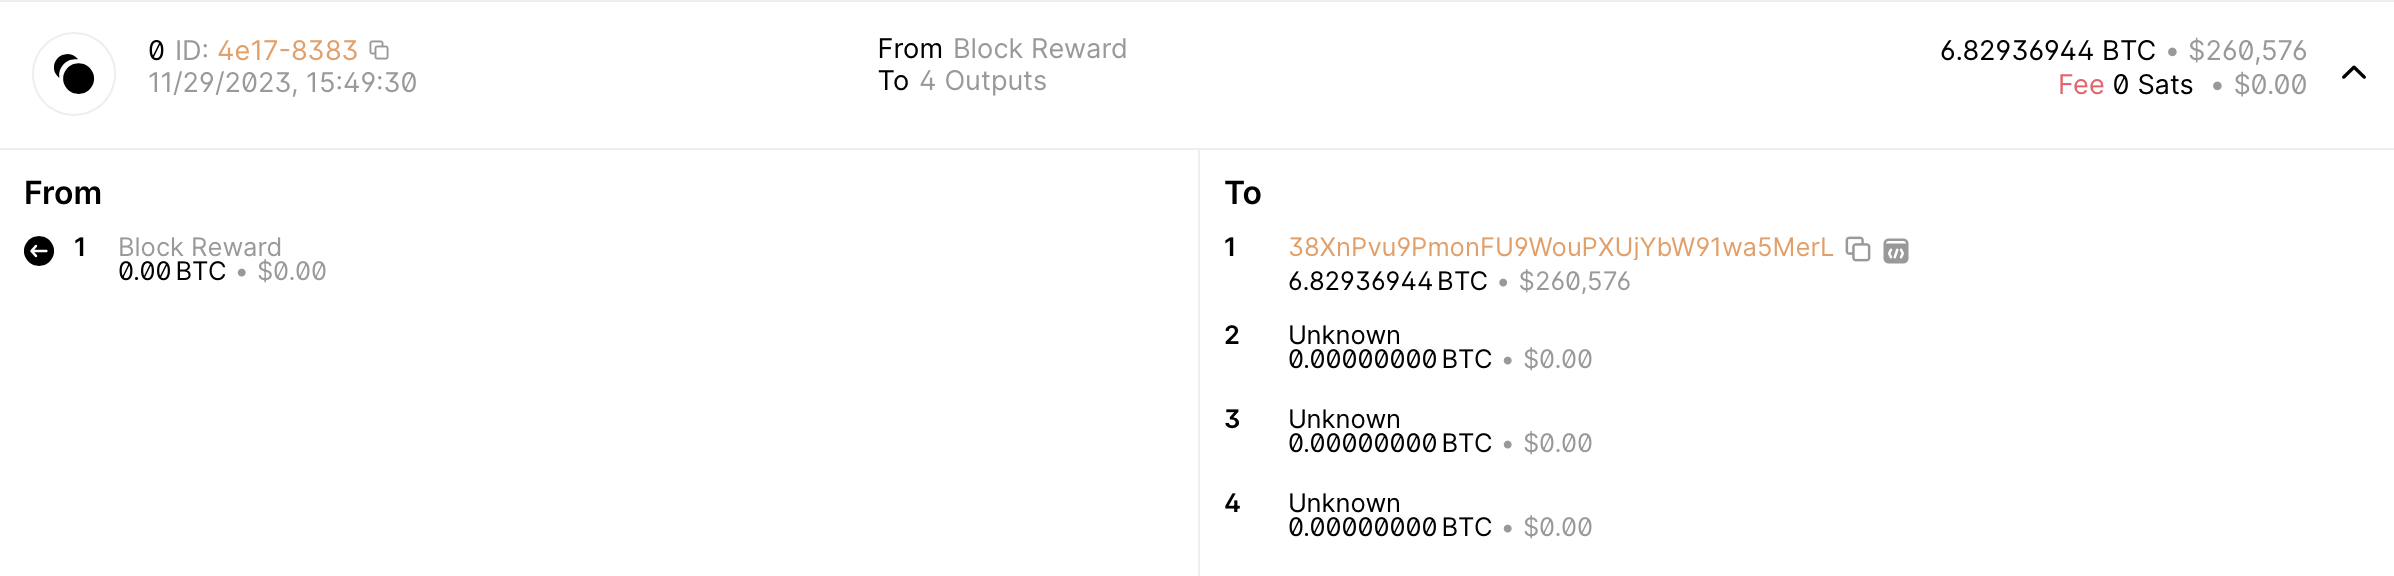 0 ID: 4e17-8383
11/29/2023, 15:49:30
From Block Reward
To 4 Outputs
6.82936944 BTC • $260,576
Fee 0 Sats • $0.00
From
1 Block Reward
0.00 BTC • $0.00
To
1 38XnPvu9PmonFU9WouPXUjYbW91wa5MerL
6.82936944 BTC • $260,576
2 Unknown
0.00000000 BTC • $0.00
3 Unknown
0.00000000 BTC • $0.00
4 Unknown
0.00000000 BTC • $0.00